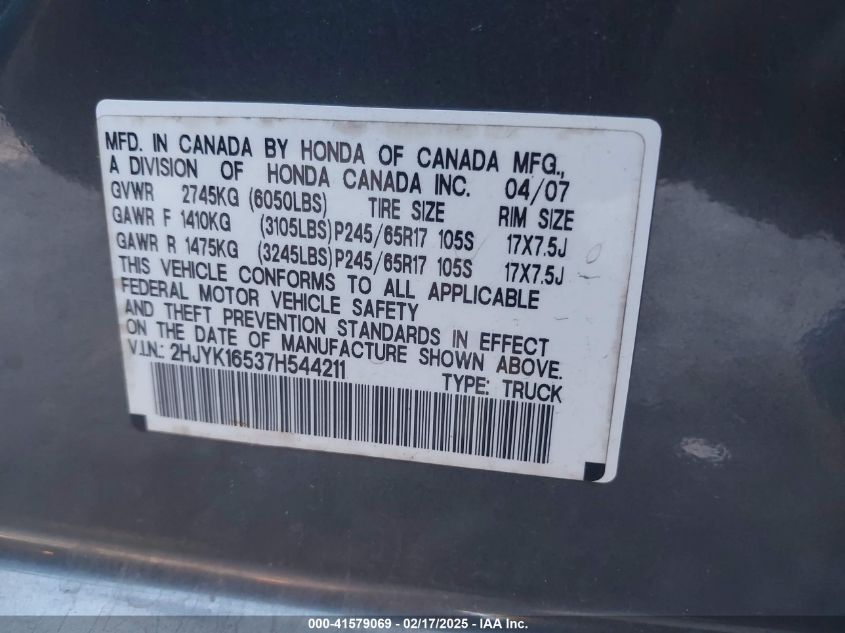 MFD. IN CANADA BY HONDA OF CANADA MFG.,
A DIVISION OF HONDA CANADA INC. 04/07
GVWR 2745KG (6050LBS) TIRE SIZE RIM SIZE
GAWR F 1410KG (3105LBS) P245/65R17 105S 17X7.5J
GAWR R 1475KG (3245LBS) P245/65R17 105S 17X7.5J
THIS VEHICLE CONFORMS TO ALL APPLICABLE
FEDERAL MOTOR VEHICLE SAFETY
AND THEFT PREVENTION STANDARDS IN EFFECT
ON THE DATE OF MANUFACTURE SHOWN ABOVE.
V.I.N.: 2HJYK16537H544211 TYPE: TRUCK
000-41579069 - 02/17/2025 - IAAI.com